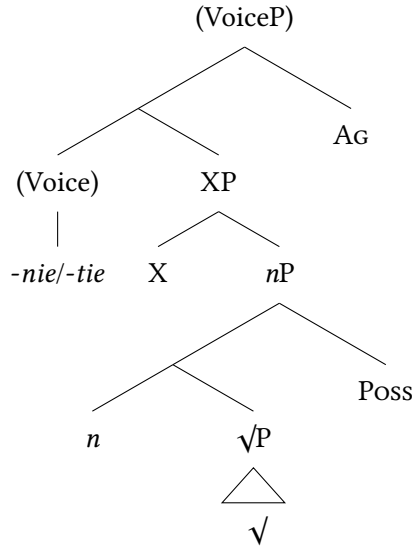 (VoiceP)
AG
(Voice) XP
-nie/-tie X nP
POSS
n √P
√